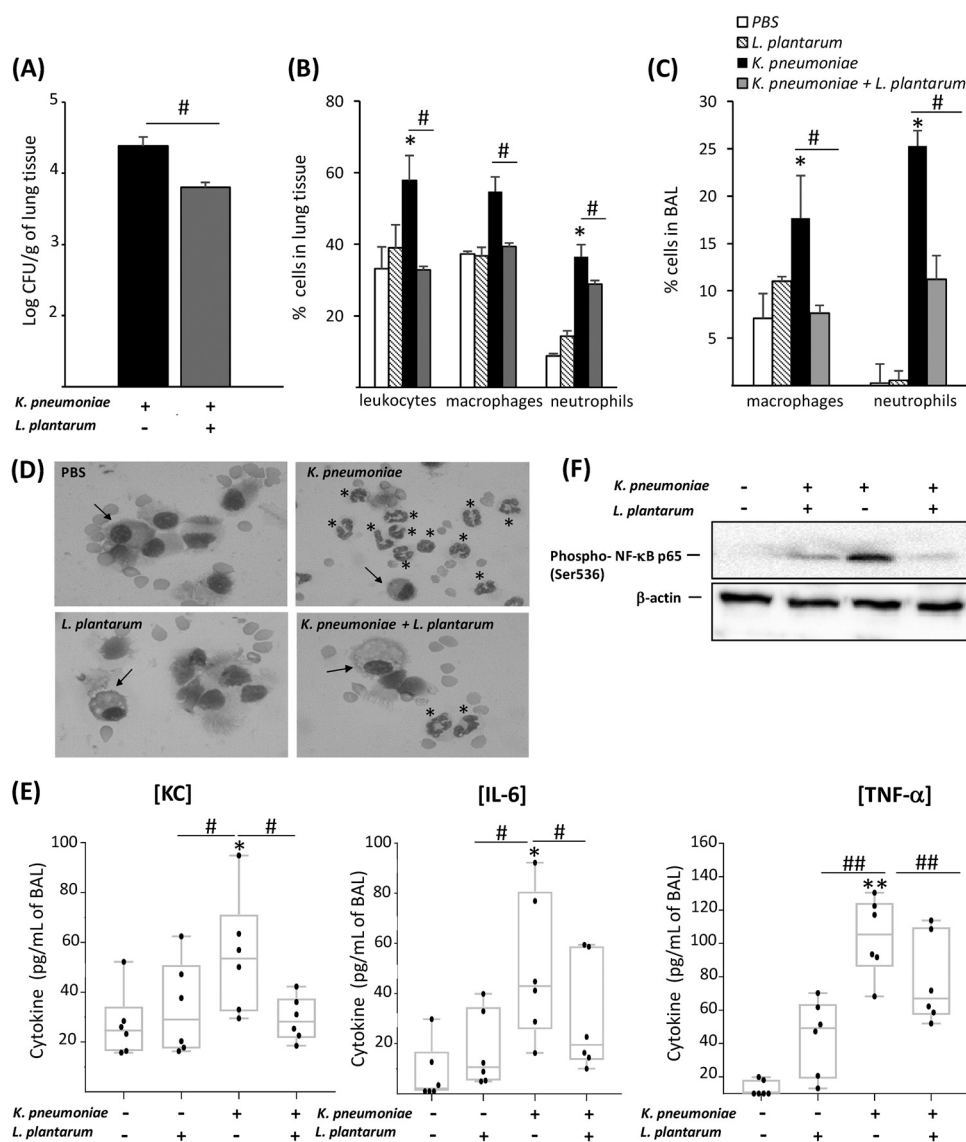 PBS
L. plantarum
K. pneumoniae
K. pneumoniae + L. plantarum
(A)
Log CFU/g of lung tissue
5
4
3
2
#
K. pneumoniae + +
L. plantarum - +
(B)
% cells in lung tissue
80
60
40
20
* #
#
* #
leukocytes macrophages neutrophils
(C)
% cells in BAL
30
25
20
15
10
5
* #
* #
macrophages neutrophils
(D)
PBS
K. pneumoniae
* * * * * * * * * * * *
L. plantarum
K. pneumoniae + L. plantarum
* *
(F)
K. pneumoniae - + + +
L. plantarum - + - +
Phospho- NF-κB p65
(Ser536)
β-actin
(E)
[KC]
Cytokine (pg/mL of BAL)
100
80
60
40
20
# #
*
K. pneumoniae - - + +
L. plantarum - + - +
[IL-6]
Cytokine (pg/mL of BAL)
100
80
60
40
20
# #
*
K. pneumoniae - - + +
L. plantarum - + - +
[TNF-α]
Cytokine (pg/mL of BAL)
160
130
100
80
60
40
20
## ##
**
K. pneumoniae - - + +
L. plantarum - + - +